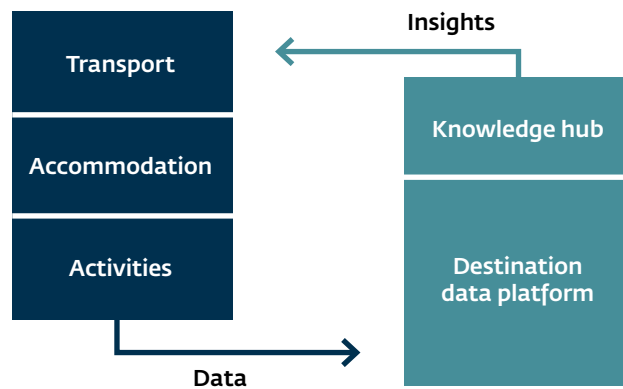 Insights
Transport
Knowledge hub
Accommodation
Activities
Destination
data platform
Data